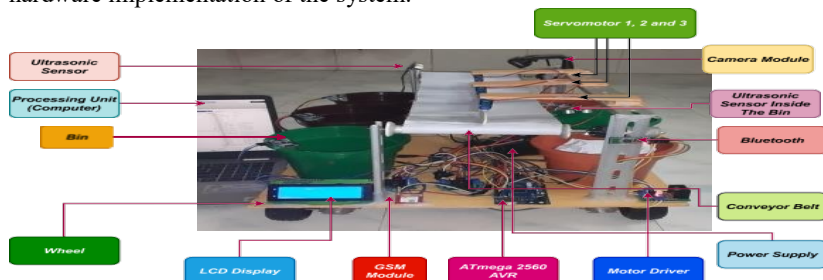 hardware implementation of the system.
Servomotor 1, 2 and 3
Ultrasonic
Sensor
Camera Module
Processing Unit
(Computer)
Ultrasonic
Sensor Inside
The Bin
Bin
Bluetooth
Conveyor Belt
Wheel
LCD Display
GSM
Module
ATmega 2560
AVR
Motor Driver
Power Supply